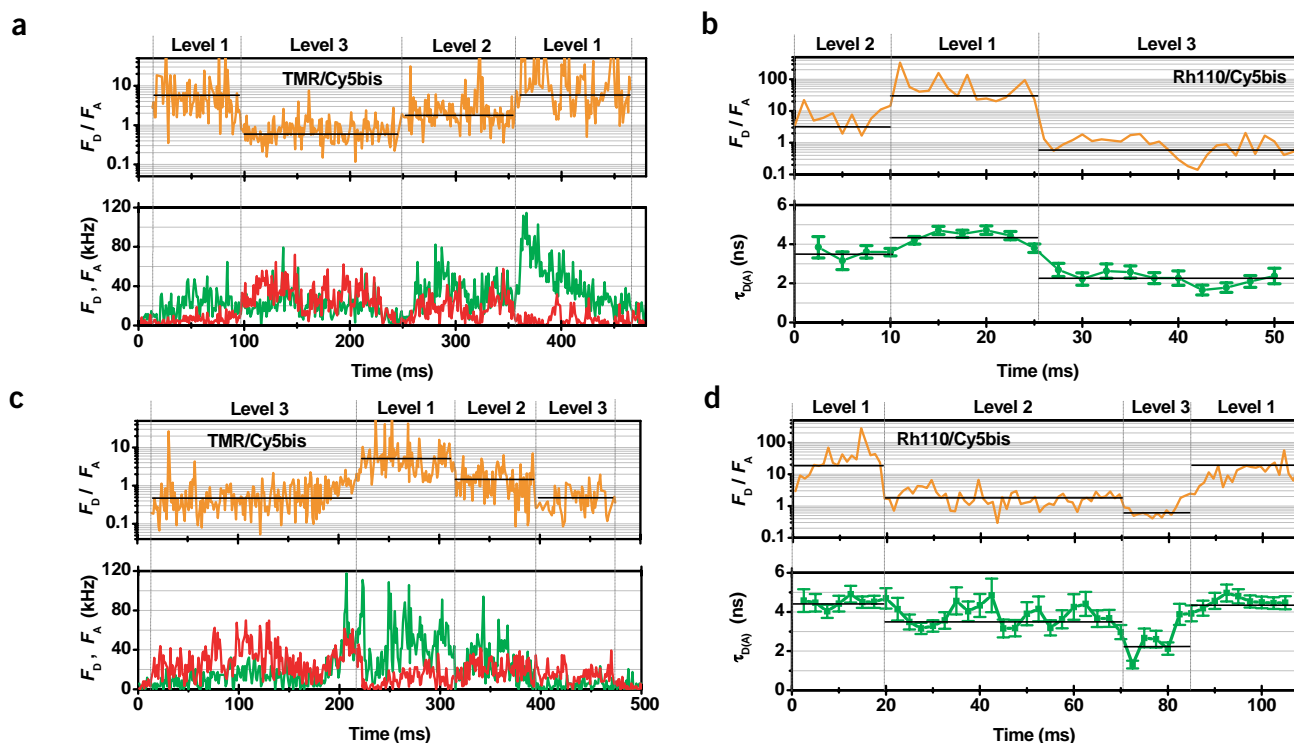 a
Level 1 Level 3 Level 2 Level 1
TMR/Cy5bis
F_D / F_A
10
1
0.1
F_D , F_A (kHz)
120
80
40
0
0 100 200 300 400
Time (ms)
b
Level 2 Level 1 Level 3
Rh110/Cy5bis
F_D / F_A
100
10
1
0.1
τ_D(A) (ns)
6
4
2
0
0 10 20 30 40 50
Time (ms)
c
Level 3 Level 1 Level 2 Level 3
TMR/Cy5bis
F_D / F_A
10
1
0.1
F_D , F_A (kHz)
120
80
40
0
0 100 200 300 400 500
Time (ms)
d
Level 1 Level 2 Level 3 Level 1
Rh110/Cy5bis
F_D / F_A
100
10
1
0.1
τ_D(A) (ns)
6
4
2
0
0 20 40 60 80 100
Time (ms)